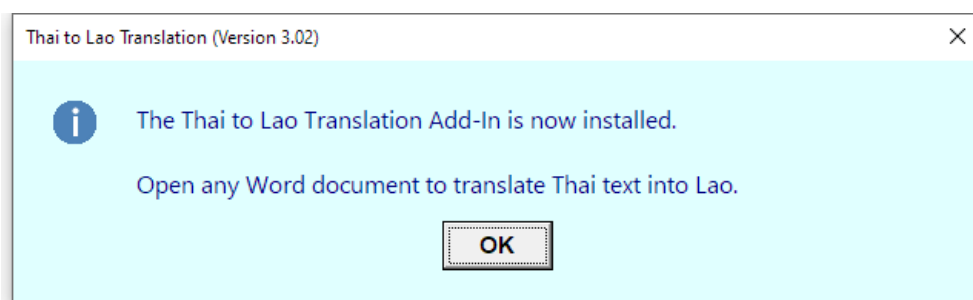 Thai to Lao Translation (Version 3.02)
The Thai to Lao Translation Add-In is now installed.
Open any Word document to translate Thai text into Lao.
OK